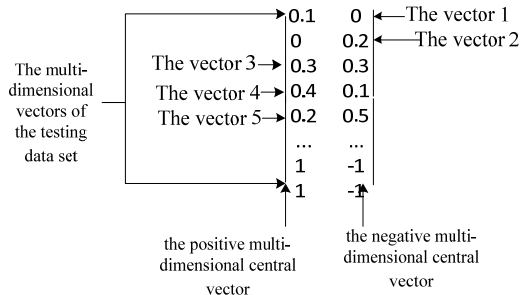 0.1 0 The vector 1
0 0.2 The vector 2
The vector 3 0.3 0.3
The vector 4 0.4 0.1
The vector 5 0.2 0.5
... ...
1 -1
1 -1
The multi-
dimensional
vectors of
the testing
data set
the positive multi-
dimensional central
vector
the negative multi-
dimensional central
vector